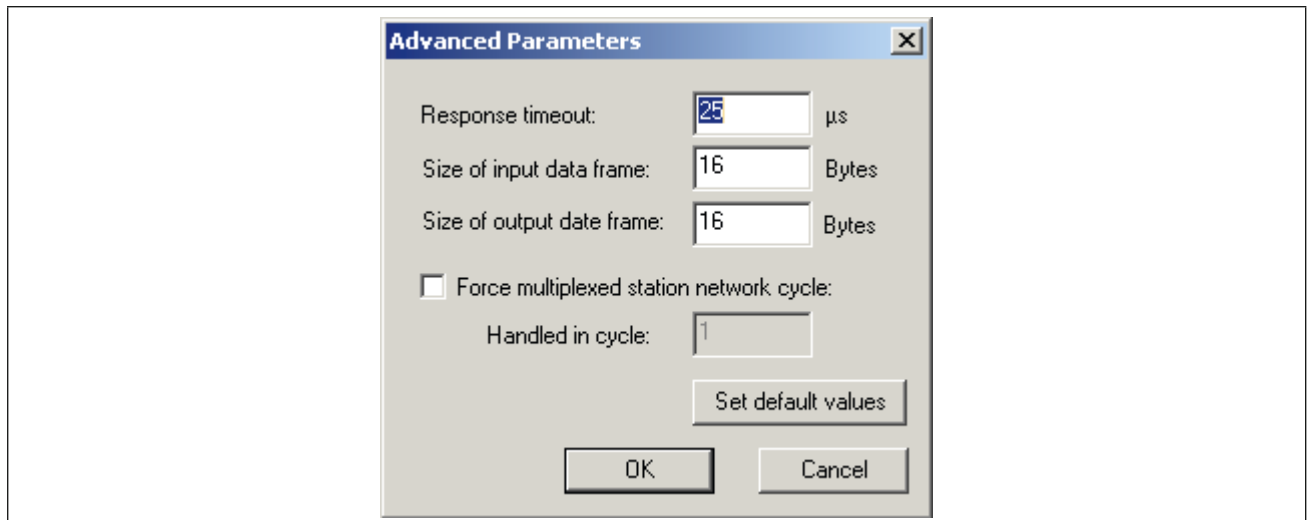 Advanced Parameters
Response timeout: 25 µs
Size of input data frame: 16 Bytes
Size of output date frame: 16 Bytes
Force multiplexed station network cycle:
Handled in cycle: 1
Set default values
OK Cancel